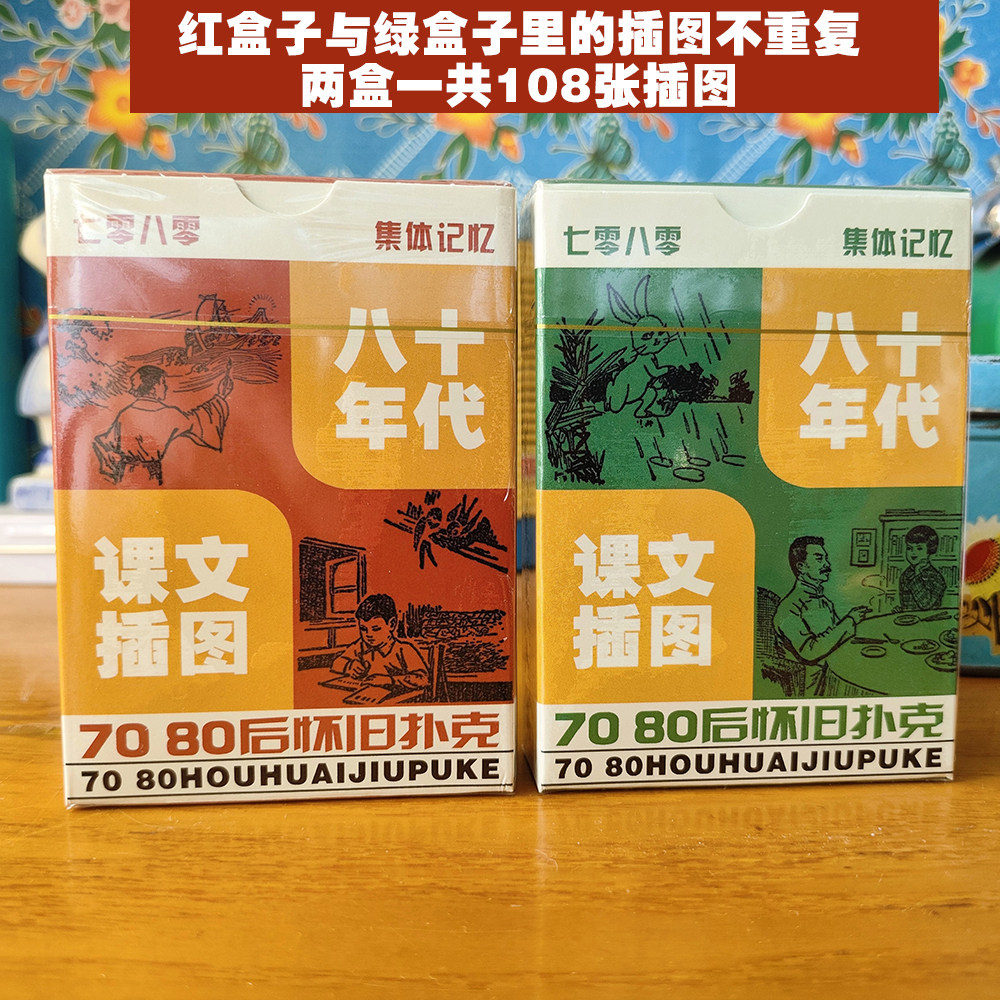 红盒子与绿盒子里的插图不重复
两盒一共108张插图
七零八零
集体记忆
八十
年代
课文
插图
70 80后怀旧扑克
70 80HOUHUAIJIUPUKE
七零八零
集体记忆
八十
年代
课文
插图
70 80后怀旧扑克
70 80HOUHUAIJIUPUKE